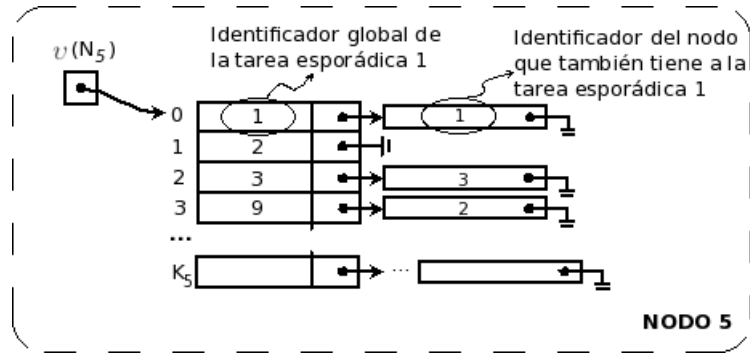 υ(N5)
Identificador global de
la tarea esporádica 1
Identificador del nodo
que también tiene a la
tarea esporádica 1
0 1 1
1 2
2 3 3
3 9 2
...
K5 ...
NODO 5